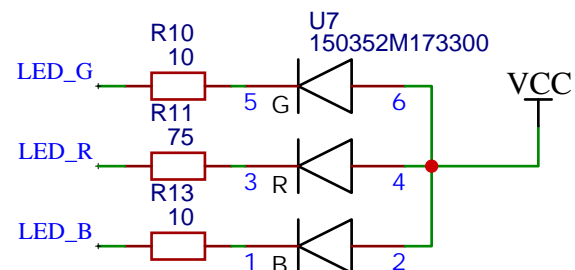 U7
150352M173300
R10
10
LED_G
5 G 6
VCC
R11
75
LED_R
3 R 4
R13
10
LED_B
1 B 2